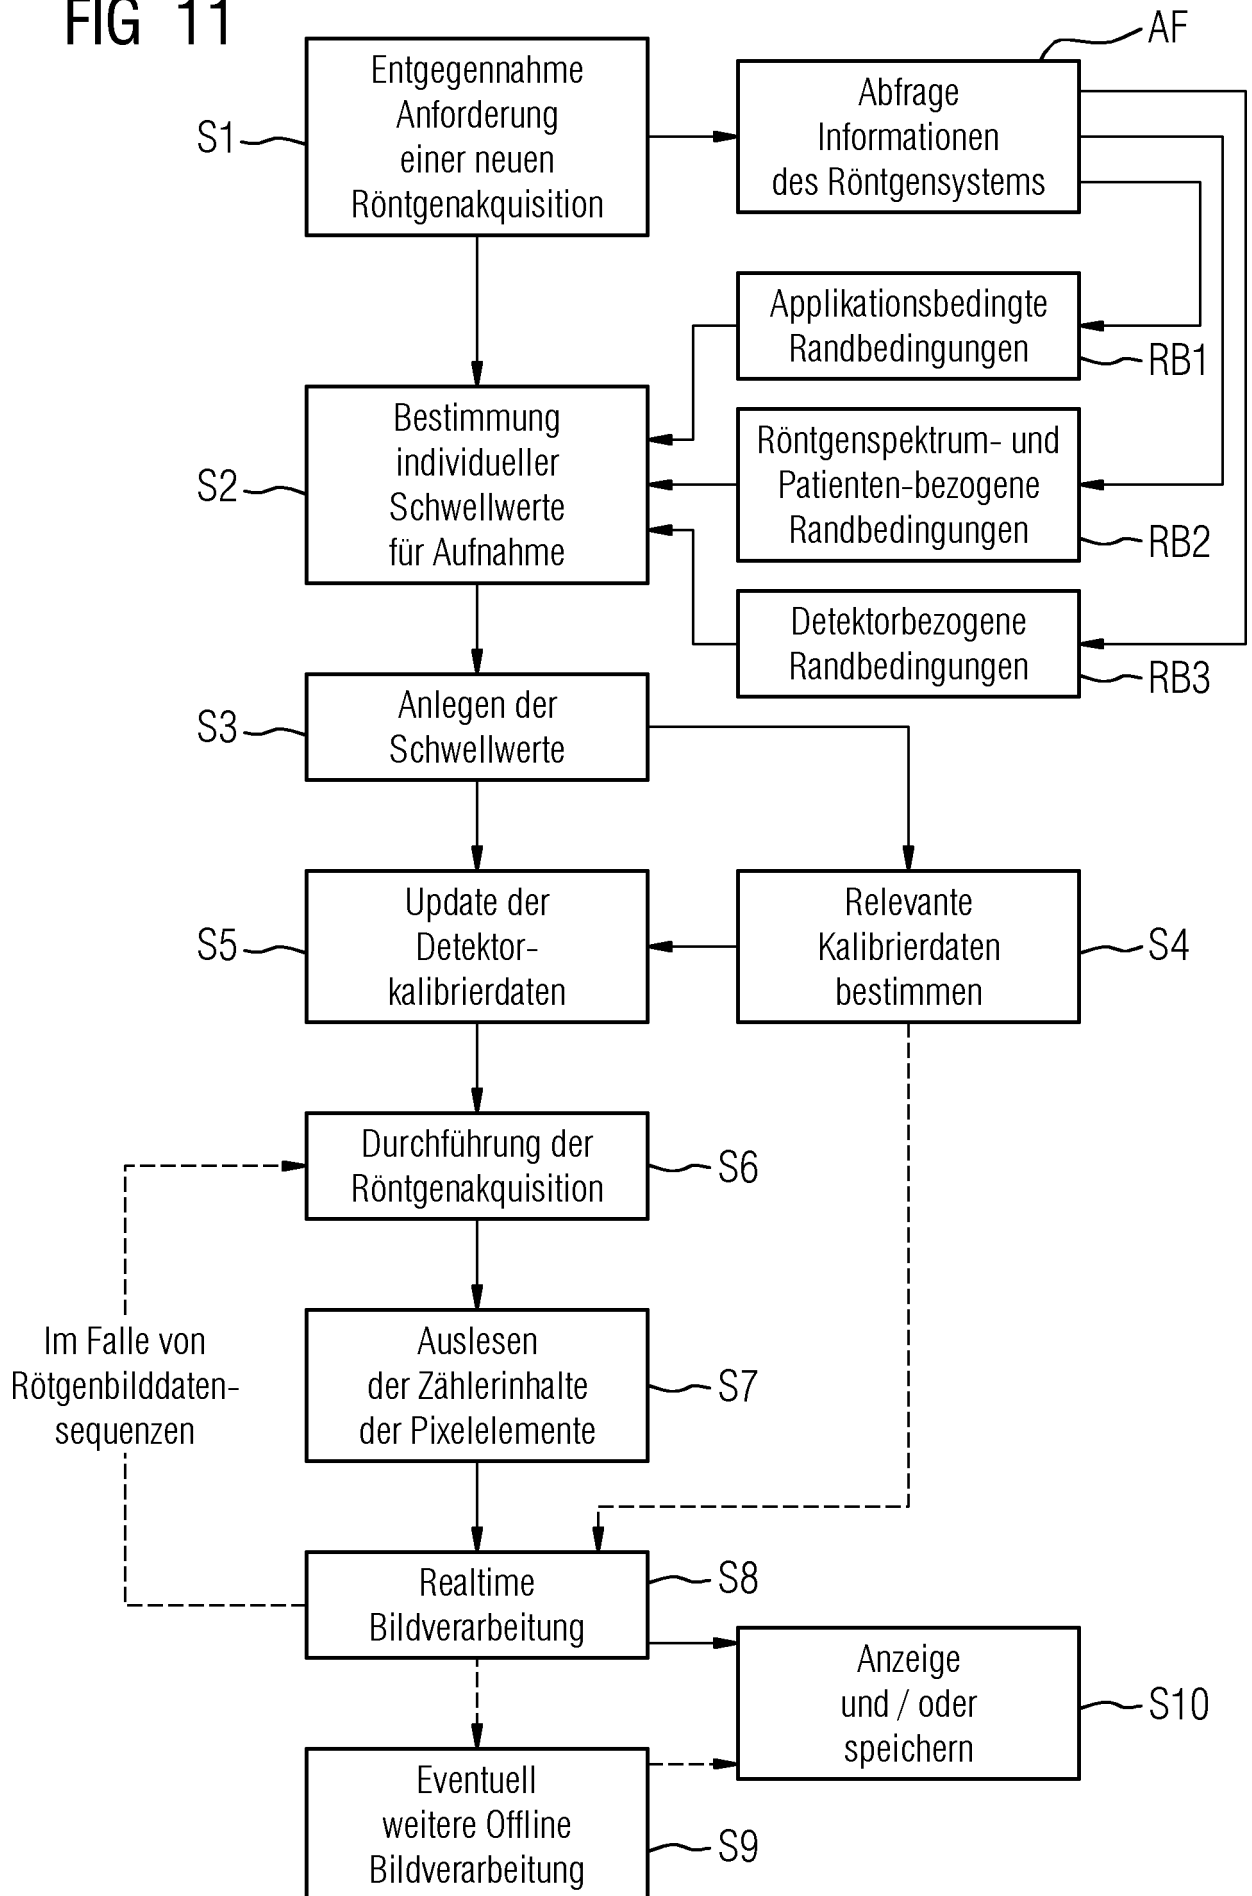 FIG 11
S1
Entgegennahme
Anforderung
einer neuen
Röntgenakquisition
AF
Abfrage
Informationen
des Röntgensystems
Applikationsbedingte
Randbedingungen
RB1
S2
Bestimmung
individueller
Schwellwerte
für Aufnahme
Röntgenspektrum- und
Patienten-bezogene
Randbedingungen
RB2
Detektorbezogene
Randbedingungen
RB3
S3
Anlegen der
Schwellwerte
S5
Update der
Detektor-
kalibrierdaten
Relevante
Kalibrierdaten
bestimmen
S4
Durchführung der
Röntgenakquisition
S6
Im Falle von
Rötgenbilddaten-
sequenzen
Auslesen
der Zählerinhalte
der Pixelelemente
S7
Realtime
Bildverarbeitung
S8
Anzeige
und / oder
speichern
S10
Eventuell
weitere Offline
Bildverarbeitung
S9